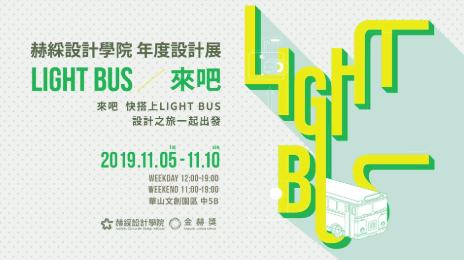 赫綵設計學院 年度設計展
LIGHT BUS／來吧
來吧 快搭上LIGHT BUS
設計之旅一起出發
2019.11.05 - 11.10
WEEKDAY 12:00-19:00
WEEKEND 11:00-19:00
華山文創園區 中5B
赫綵設計學院
金赫獎
LIGHT
BUS